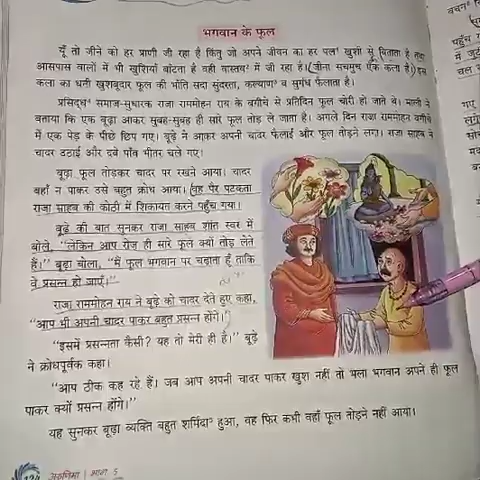 भगवान के फूल
यूँ तो जीने को हर प्राणी जी रहा है किंतु जो अपने जीवन का हर पल खुशी से बिताता है तथा
आसपास वालों में भी खुशियाँ बाँटता है वही वास्तव में जी रहा है। (जीना सचमुच एक कला है।) इस
कला का धनी खुशबूदार फूल की भाँति सदा सुंदरता, कल्याण व सुगंध फैलाता है।
प्रसिद्ध समाज-सुधारक राजा राममोहन राय के बगीचे से प्रतिदिन फूल चोरी हो जाते थे। माली ने
बताया कि एक बूढ़ा आकर सुबह-सुबह ही सारे फूल तोड़ ले जाता है। अगले दिन राजा राममोहन बगीचे
में एक पेड़ के पीछे छिप गए। बूढ़े ने आकर अपनी चादर फैलाई और फूल तोड़ने लगा। राजा साहब ने
चादर उठाई और दबे पाँव भीतर चले गए।
बूढ़ा फूल तोड़कर चादर पर रखने आया। चादर
वहाँ न पाकर उसे बहुत क्रोध आया। (वह पैर पटकता
राजा साहब की कोठी में शिकायत करने पहुँच गया।
बूढ़े की बात सुनकर राजा साहब शांत स्वर में
बोले, “लेकिन आप रोज़ ही सारे फूल क्यों तोड़ लेते
हैं।” बूढ़ा बोला, “मैं फूल भगवान पर चढ़ाता हूँ ताकि
वे प्रसन्न हो जाएँ।”
राजा राममोहन राय ने बूढ़े को चादर देते हुए कहा,
“आप भी अपनी चादर पाकर बहुत प्रसन्न होंगे।”
“इसमें प्रसन्नता कैसी? यह तो मेरी ही है।” बूढ़े
ने क्रोधपूर्वक कहा।
“आप ठीक कह रहे हैं। जब आप अपनी चादर पाकर खुश नहीं तो भला भगवान अपने ही फूल
पाकर क्यों प्रसन्न होंगे।”
यह सुनकर बूढ़ा व्यक्ति बहुत शर्मिंदा हुआ, वह फिर कभी वहाँ फूल तोड़ने नहीं आया।
124 अरुणिमा | भाग 5